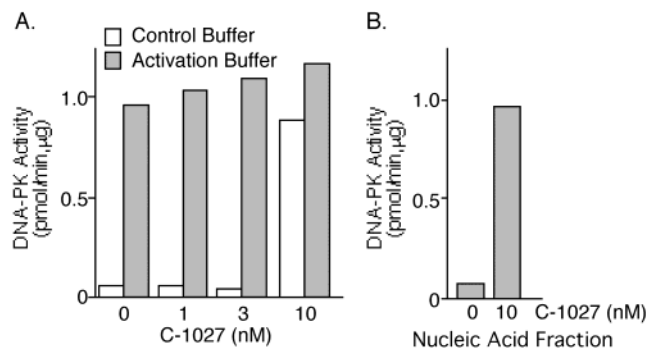 A.
Control Buffer
Activation Buffer
DNA-PK Activity
(pmol/min,µg)
1.0
0.5
0
0 1 3 10
C-1027 (nM)
B.
DNA-PK Activity
(pmol/min,µg)
1.0
0.5
0
0 10 C-1027 (nM)
Nucleic Acid Fraction